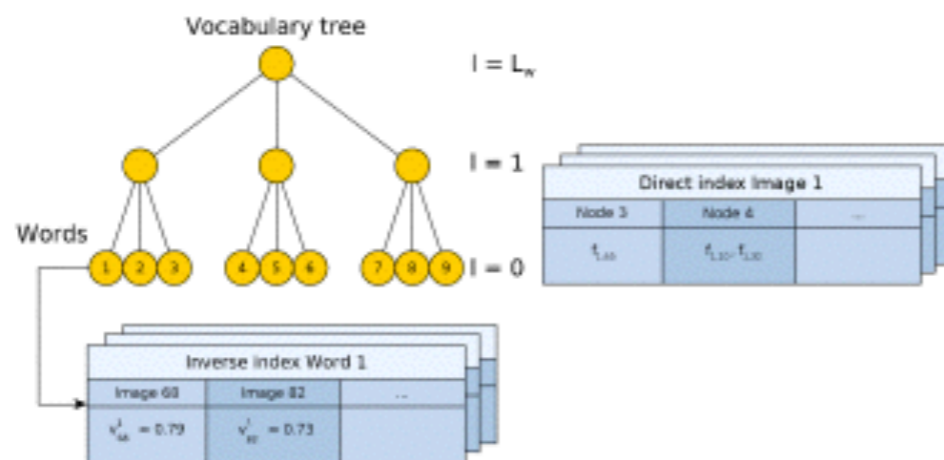 Vocabulary tree
l = Lw
l = 1
Direct index Image 1
Node 3 Node 4 ...
Words
1 2 3 4 5 6 7 8 9 l = 0
Inverse index Word 1
Image 68 Image 82 ...
= 0.79 = 0.73